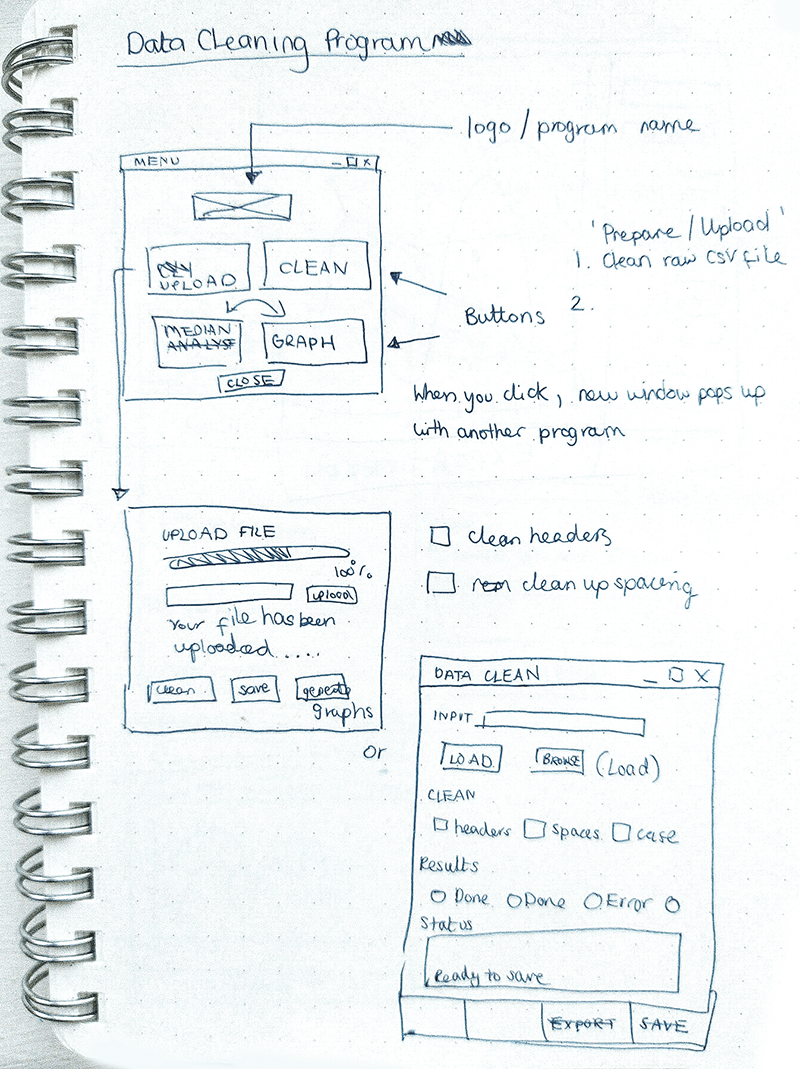 Data Cleaning Program
logo / program name
MENU _ □ X
UPLOAD
CLEAN
MEDIAN
ANALYSE
GRAPH
CLOSE
Buttons
'Prepare / Upload'
1. Clean raw CSV file
2.
When you click, new window pops up
with another program
UPLOAD FILE
100%
upload
Your file has been
uploaded .....
clean
save
generate
graphs
□ clean headers
□ clean up spacing
Or
DATA CLEAN _ □ X
INPUT
LOAD
BROWSE
(Load)
CLEAN
□ headers □ spaces □ case
Results
○ Done ○ Done ○ Error ○
Status
Ready to save
EXPORT
SAVE